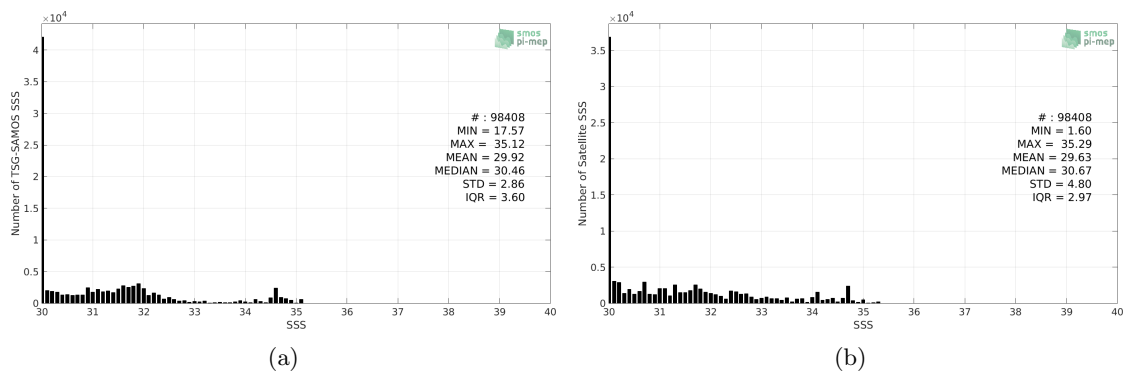 ×10⁴
4
3.5
3
2.5
2
1.5
1
0.5
0
Number of TSG-SAMOS SSS
smos
pi-mep
# : 98408
MIN = 17.57
MAX = 35.12
MEAN = 29.92
MEDIAN = 30.46
STD = 2.86
IQR = 3.60
30 31 32 33 34 35 36 37 38 39 40
SSS
(a)
×10⁴
3.5
3
2.5
2
1.5
1
0.5
0
Number of Satellite SSS
smos
pi-mep
# : 98408
MIN = 1.60
MAX = 35.29
MEAN = 29.63
MEDIAN = 30.67
STD = 4.80
IQR = 2.97
30 31 32 33 34 35 36 37 38 39 40
SSS
(b)